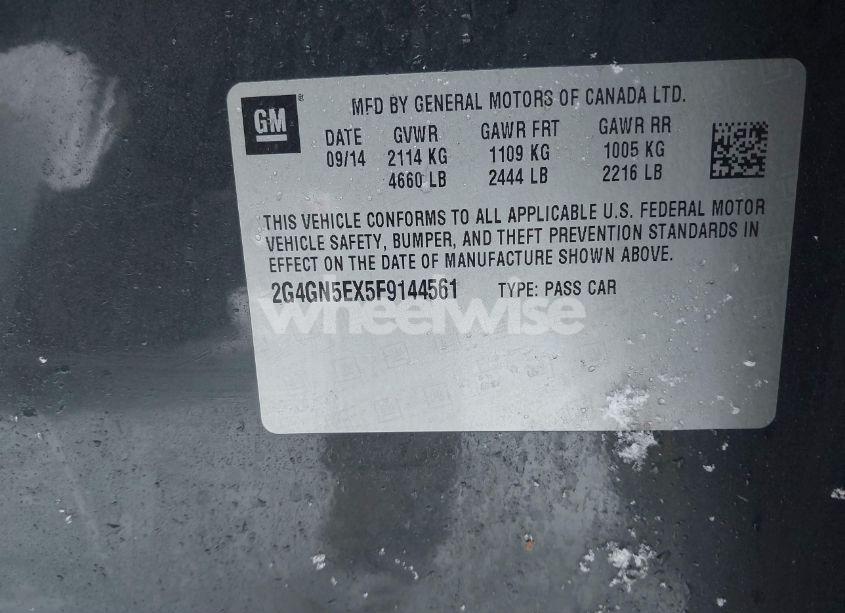 GM ®
MFD BY GENERAL MOTORS OF CANADA LTD.
DATE GVWR GAWR FRT GAWR RR
09/14 2114 KG 1109 KG 1005 KG
4660 LB 2444 LB 2216 LB
THIS VEHICLE CONFORMS TO ALL APPLICABLE U.S. FEDERAL MOTOR
VEHICLE SAFETY, BUMPER, AND THEFT PREVENTION STANDARDS IN
EFFECT ON THE DATE OF MANUFACTURE SHOWN ABOVE.
2G4GN5EX5F9144561 TYPE: PASS CAR
wheelwise